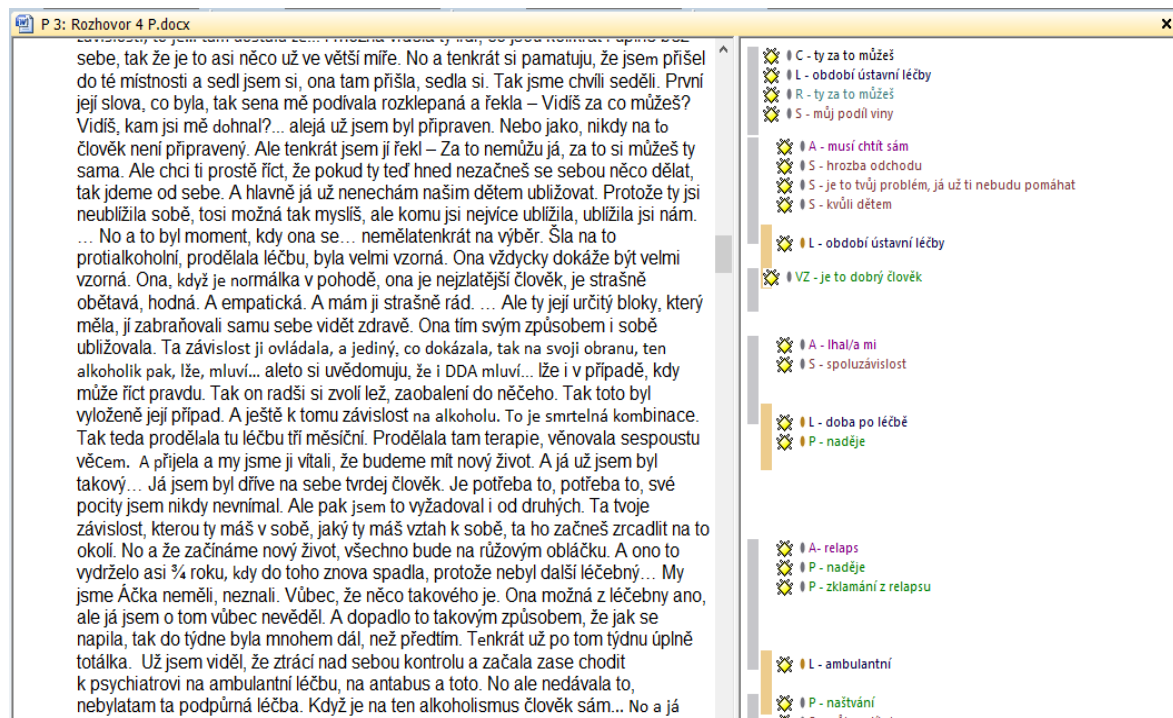 P 3: Rozhovor 4 P.docx
sebe, tak že je to asi něco už ve větší míře. No a tenkrát si pamatuju, že jsem přišel
do té místnosti a sedl jsem si, ona tam přišla, sedla si. Tak jsme chvíli seděli. První
její slova, co byla, tak sena mě podívala rozklepaná a řekla – Vidíš za co můžeš?
Vidíš, kam jsi mě dohnal?... alejá už jsem byl připraven. Nebo jako, nikdy na to
člověk není připravený. Ale tenkrát jsem jí řekl – Za to nemůžu já, za to si můžeš ty
sama. Ale chci ti prostě říct, že pokud ty teď hned nezačneš se sebou něco dělat,
tak jdeme od sebe. A hlavně já už nenechám našim dětem ubližovat. Protože ty jsi
neublížila sobě, tosi možná tak myslíš, ale komu jsi nejvíce ublížila, ublížila jsi nám.
... No a to byl moment, kdy ona se... nemělatenkrát na výběr. Šla na to
protialkoholní, prodělala léčbu, byla velmi vzorná. Ona vždycky dokáže být velmi
vzorná. Ona, když je normálka v pohodě, ona je nejzlatější člověk, je strašně
obětavá, hodná. A empatická. A mám ji strašně rád. ... Ale ty její určitý bloky, který
měla, jí zabraňovali samu sebe vidět zdravě. Ona tím svým způsobem i sobě
ubližovala. Ta závislost ji ovládala, a jediný, co dokázala, tak na svoji obranu, ten
alkoholik pak, lže, mluví... aleto si uvědomuju, že i DDA mluví... lže i v případě, kdy
může říct pravdu. Tak on radši si zvolí lež, zaobalení do něčeho. Tak toto byl
vyloženě její případ. A ještě k tomu závislost na alkoholu. To je smrtelná kombinace.
Tak teda prodělala tu léčbu tří měsíční. Prodělala tam terapie, věnovala sespoustu
věcem. A přijela a my jsme ji vítali, že budeme mít nový život. A já už jsem byl
takový... Já jsem byl dříve na sebe tvrdej člověk. Je potřeba to, potřeba to, své
pocity jsem nikdy nevnímal. Ale pak jsem to vyžadoval i od druhých. Ta tvoje
závislost, kterou ty máš v sobě, jaký ty máš vztah k sobě, ta ho začneš zrcadlit na to
okolí. No a že začínáme nový život, všechno bude na růžovým obláčku. A ono to
vydrželo asi ¾ roku, kdy do toho znova spadla, protože nebyl další léčebný... My
jsme Áčka neměli, neznali. Vůbec, že něco takového je. Ona možná z léčebny ano,
ale já jsem o tom vůbec nevěděl. A dopadlo to takovým způsobem, že jak se
napila, tak do týdne byla mnohem dál, než předtím. Tenkrát už po tom týdnu úplně
totálka. Už jsem viděl, že ztrácí nad sebou kontrolu a začala zase chodit
k psychiatrovi na ambulantní léčbu, na antabus a toto. No ale nedávala to,
nebylatam ta podpůrná léčba. Když je na ten alkoholismus člověk sám... No a já
C - ty za to můžeš
L - období ústavní léčby
R - ty za to můžeš
S - můj podíl viny
A - musí chtít sám
S - hrozba odchodu
S - je to tvůj problém, já už ti nebudu pomáhat
S - kvůli dětem
L - období ústavní léčby
VZ - je to dobrý člověk
A - lhal/a mi
S - spoluzávislost
L - doba po léčbě
P - naděje
A- relaps
P - naděje
P - zklamání z relapsu
L - ambulantní
P - naštvání